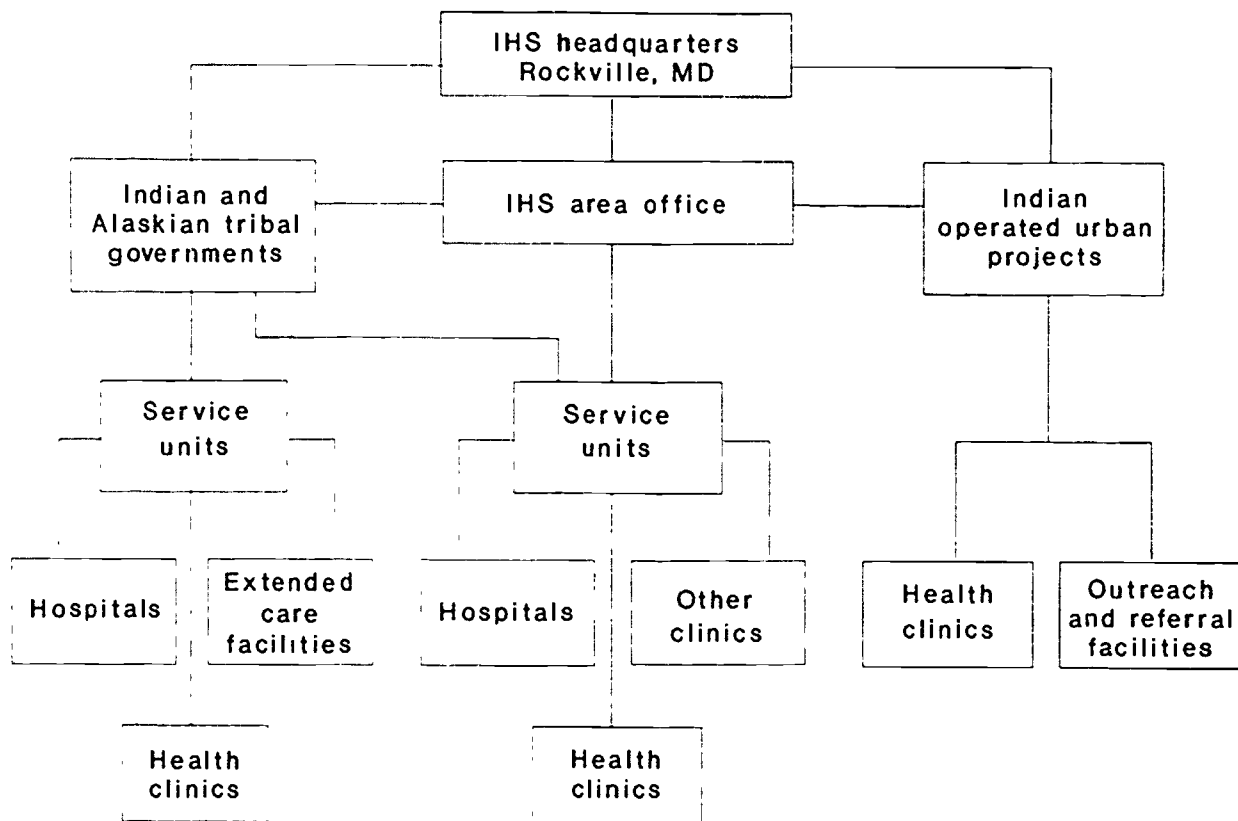 IHS headquarters
Rockville, MD
Indian and
Alaskian tribal
governments
IHS area office
Indian
operated urban
projects
Service
units
Service
units
Hospitals
Extended
care
facilities
Hospitals
Other
clinics
Health
clinics
Outreach
and referral
facilities
Health
clinics
Health
clinics